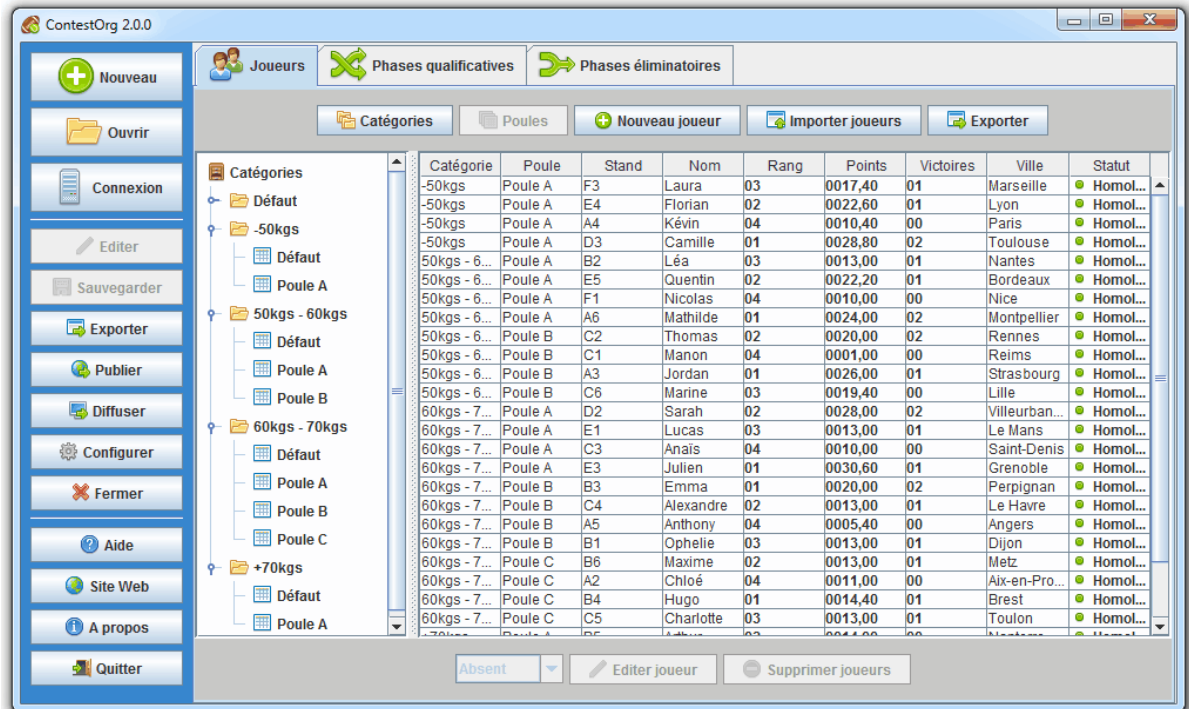 ContestOrg 2.0.0
Nouveau
Ouvrir
Connexion
Editer
Sauvegarder
Exporter
Publier
Diffuser
Configurer
Fermer
Aide
Site Web
A propos
Quitter
Joueurs Phases qualificatives Phases éliminatoires
Catégories Poules Nouveau joueur Importer joueurs Exporter
Catégories
Défaut
-50kgs
Défaut
Poule A
50kgs - 60kgs
Défaut
Poule A
Poule B
60kgs - 70kgs
Défaut
Poule A
Poule B
Poule C
+70kgs
Défaut
Poule A
Catégorie Poule Stand Nom Rang Points Victoires Ville Statut
-50kgs Poule A F3 Laura 03 0017,40 01 Marseille Homol...
-50kgs Poule A E4 Florian 02 0022,60 01 Lyon Homol...
-50kgs Poule A A4 Kévin 04 0010,40 00 Paris Homol...
-50kgs Poule A D3 Camille 01 0028,80 02 Toulouse Homol...
50kgs - 6... Poule A B2 Léa 03 0013,00 01 Nantes Homol...
50kgs - 6... Poule A E5 Quentin 02 0022,20 01 Bordeaux Homol...
50kgs - 6... Poule A F1 Nicolas 04 0010,00 00 Nice Homol...
50kgs - 6... Poule A A6 Mathilde 01 0024,00 02 Montpellier Homol...
50kgs - 6... Poule B C2 Thomas 02 0020,00 02 Rennes Homol...
50kgs - 6... Poule B C1 Manon 04 0001,00 00 Reims Homol...
50kgs - 6... Poule B A3 Jordan 01 0026,00 01 Strasbourg Homol...
50kgs - 6... Poule B C6 Marine 03 0019,40 00 Lille Homol...
60kgs - 7... Poule A D2 Sarah 02 0028,00 02 Villeurban... Homol...
60kgs - 7... Poule A E1 Lucas 03 0013,00 01 Le Mans Homol...
60kgs - 7... Poule A C3 Anaïs 04 0010,00 00 Saint-Denis Homol...
60kgs - 7... Poule A E3 Julien 01 0030,60 01 Grenoble Homol...
60kgs - 7... Poule B B3 Emma 01 0020,00 02 Perpignan Homol...
60kgs - 7... Poule B C4 Alexandre 02 0013,00 01 Le Havre Homol...
60kgs - 7... Poule B A5 Anthony 04 0005,40 00 Angers Homol...
60kgs - 7... Poule B B1 Ophelie 03 0013,00 01 Dijon Homol...
60kgs - 7... Poule C B6 Maxime 02 0013,00 01 Metz Homol...
60kgs - 7... Poule C A2 Chloé 04 0011,00 00 Aix-en-Pro... Homol...
60kgs - 7... Poule C B4 Hugo 01 0014,40 01 Brest Homol...
60kgs - 7... Poule C C5 Charlotte 03 0013,00 01 Toulon Homol...
Absent Editer joueur Supprimer joueurs